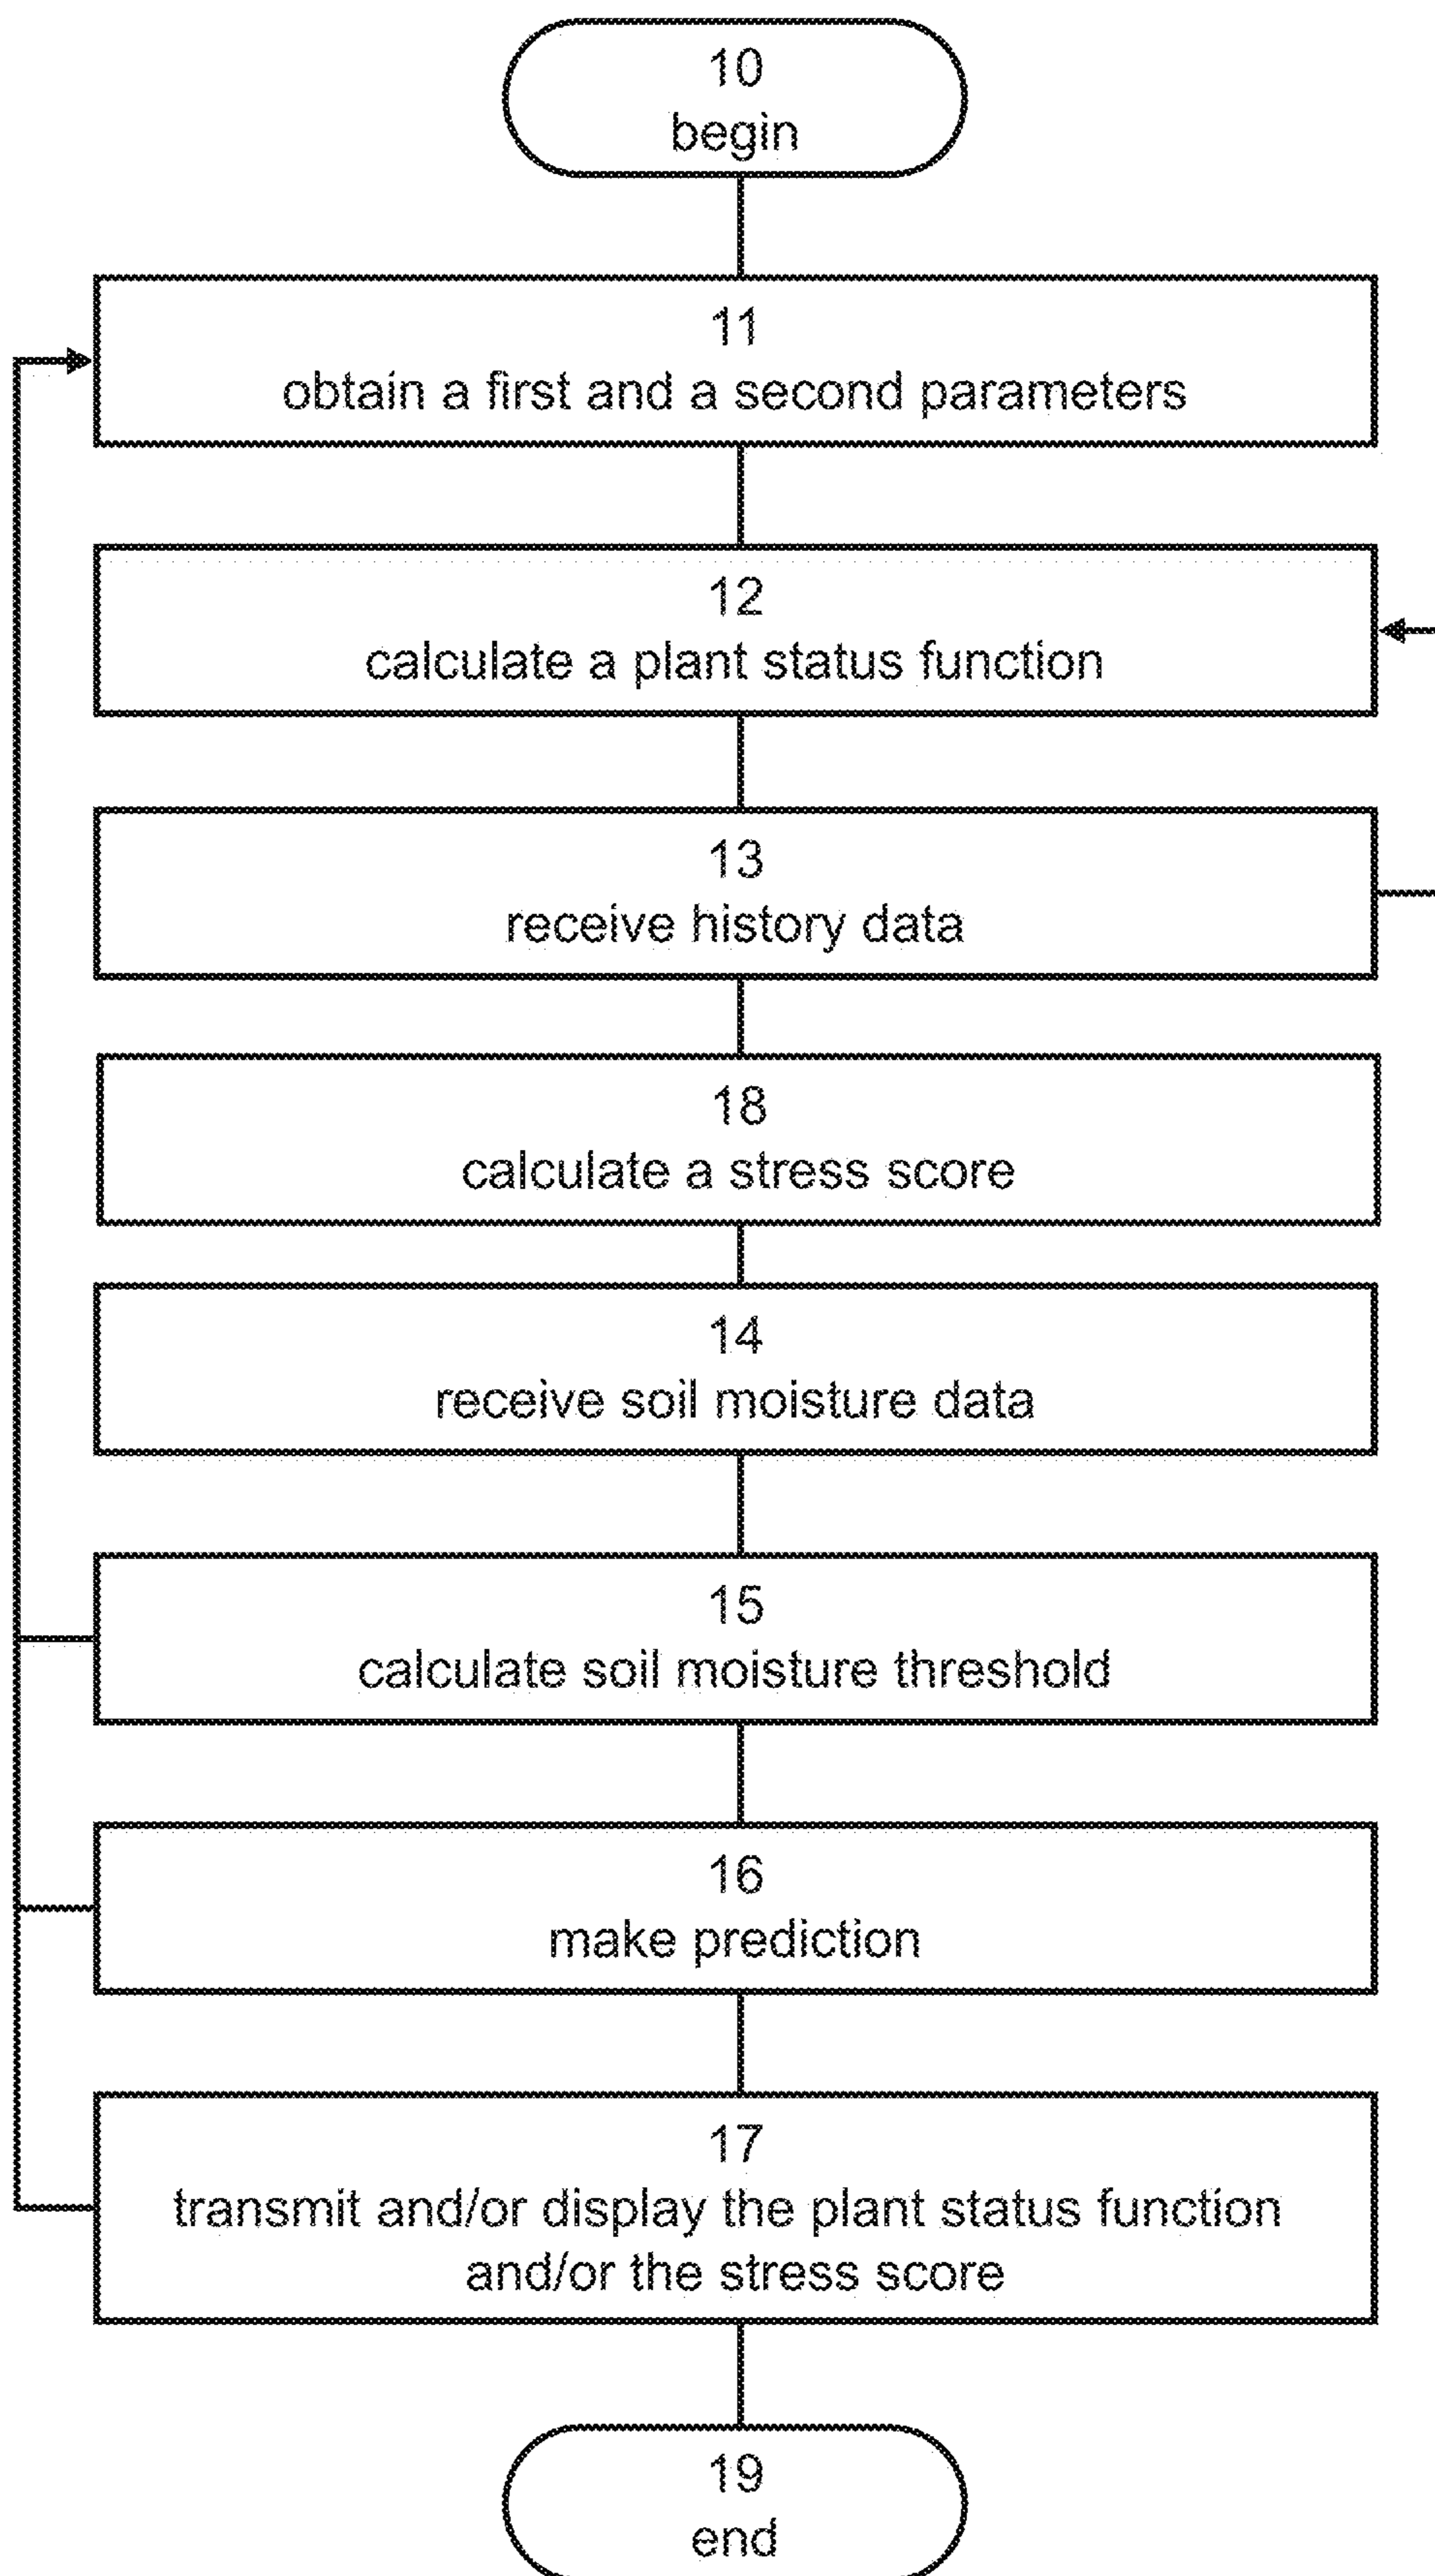 10
begin
11
obtain a first and a second parameters
12
calculate a plant status function
13
receive history data
18
calculate a stress score
14
receive soil moisture data
15
calculate soil moisture threshold
16
make prediction
17
transmit and/or display the plant status function
and/or the stress score
19
end